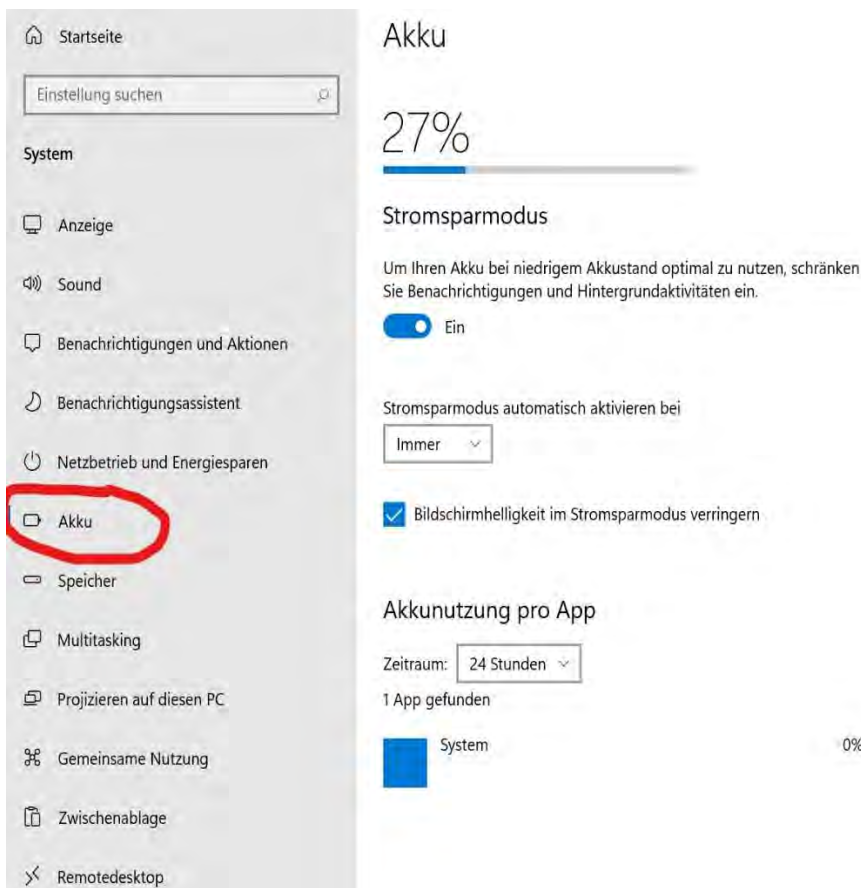 Startseite
Einstellung suchen
System
Anzeige
Sound
Benachrichtigungen und Aktionen
Benachrichtigungsassistent
Netzbetrieb und Energiesparen
Akku
Speicher
Multitasking
Projizieren auf diesen PC
Gemeinsame Nutzung
Zwischenablage
Remotedesktop
Akku
27%
Stromsparmodus
Um Ihren Akku bei niedrigem Akkustand optimal zu nutzen, schränken
Sie Benachrichtigungen und Hintergrundaktivitäten ein.
Ein
Stromsparmodus automatisch aktivieren bei
Immer
Bildschirmhelligkeit im Stromsparmodus verringern
Akkunutzung pro App
Zeitraum: 24 Stunden
1 App gefunden
System 0%